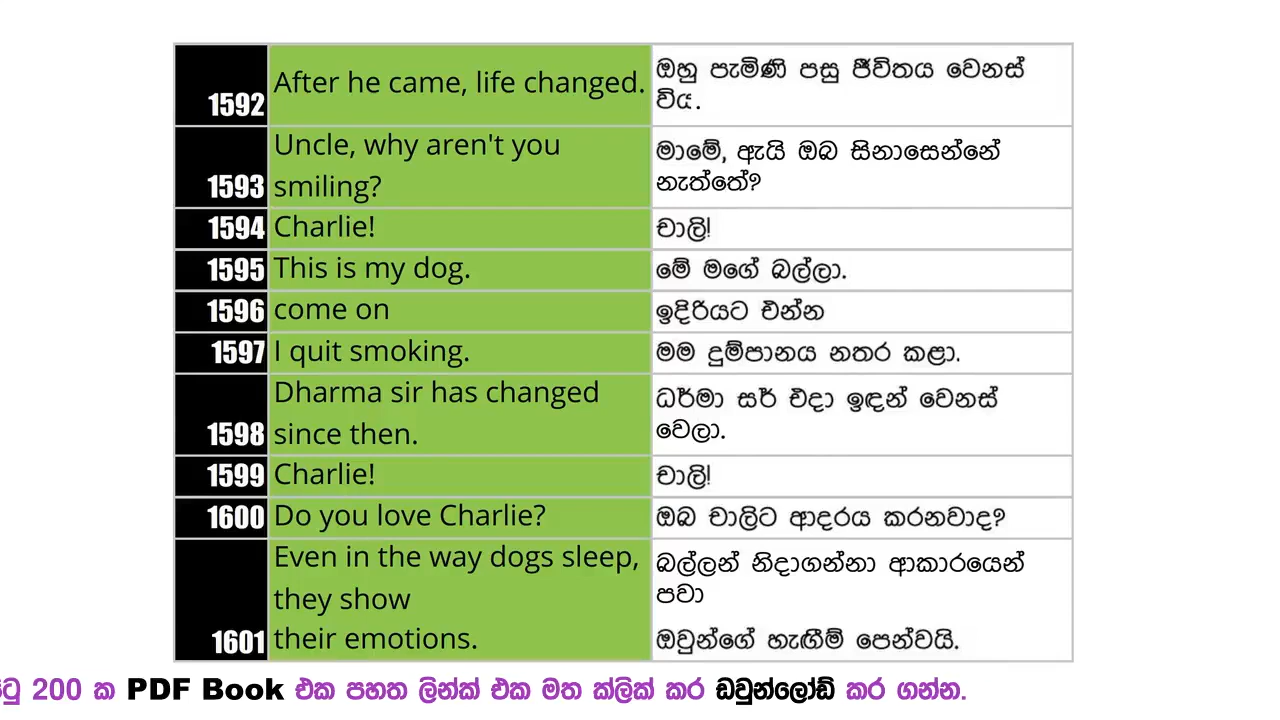 1592 After he came, life changed. ඔහු පැමිණි පසු ජීවිතය වෙනස්
විය.
Uncle, why aren't you
1593 smiling? මාමේ, ඇයි ඔබ සිනාසෙන්නේ
නැත්තේ?
1594 Charlie! චාලි!
1595 This is my dog. මේ මගේ බල්ලා.
1596 come on ඉදිරියට එන්න
1597 I quit smoking. මම දුම්පානය නතර කළා.
Dharma sir has changed
1598 since then. ධර්මා සර් එදා ඉඳන් වෙනස්
වෙලා.
1599 Charlie! චාලි!
1600 Do you love Charlie? ඔබ චාලිට ආදරය කරනවාද?
Even in the way dogs sleep,
they show
1601 their emotions. බල්ලන් නිදාගන්නා ආකාරයෙන්
පවා
ඔවුන්ගේ හැඟීම් පෙන්වයි.
200 ක PDF Book එක පහත ලින්ක් එක මත ක්ලික් කර ඩවුන්ලෝඩ් කර ගන්න.